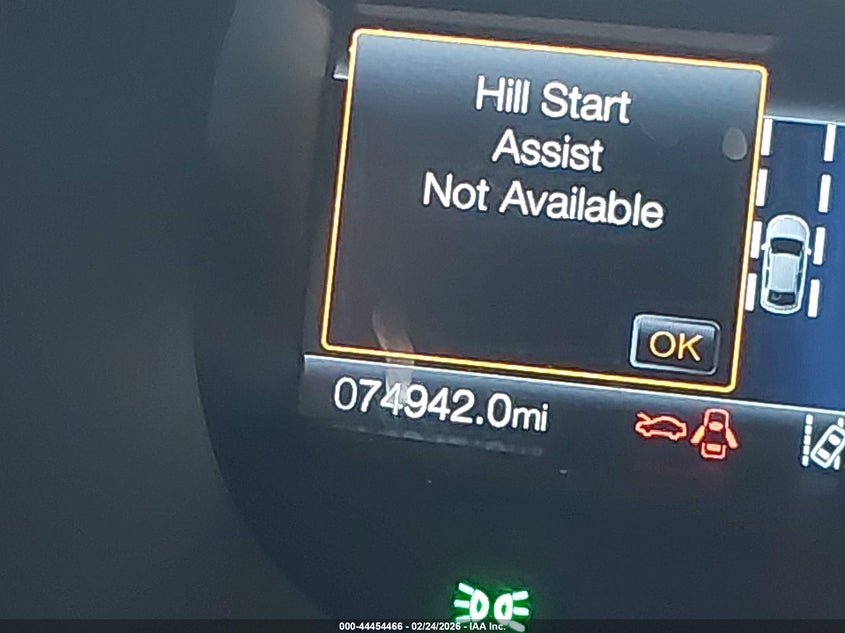 Hill Start
Assist
Not Available
OK
074942.0mi
000-44454466 - 02/24/2026 - IAA Inc.